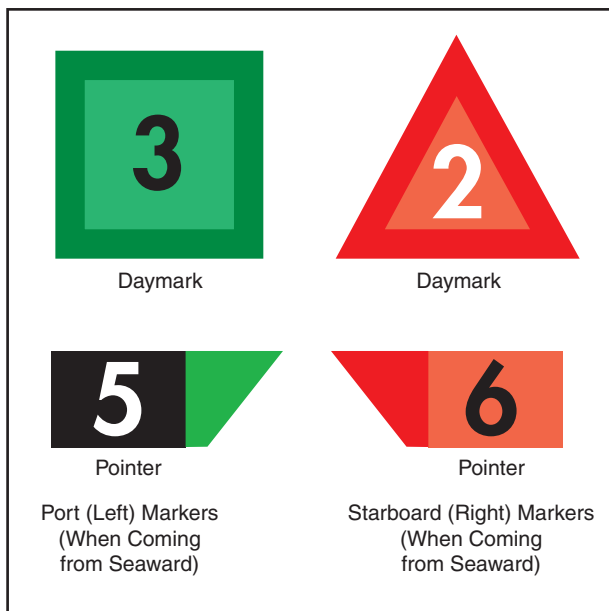 3
2
Daymark
Daymark
5
6
Pointer
Pointer
Port (Left) Markers
(When Coming
from Seaward)
Starboard (Right) Markers
(When Coming
from Seaward)